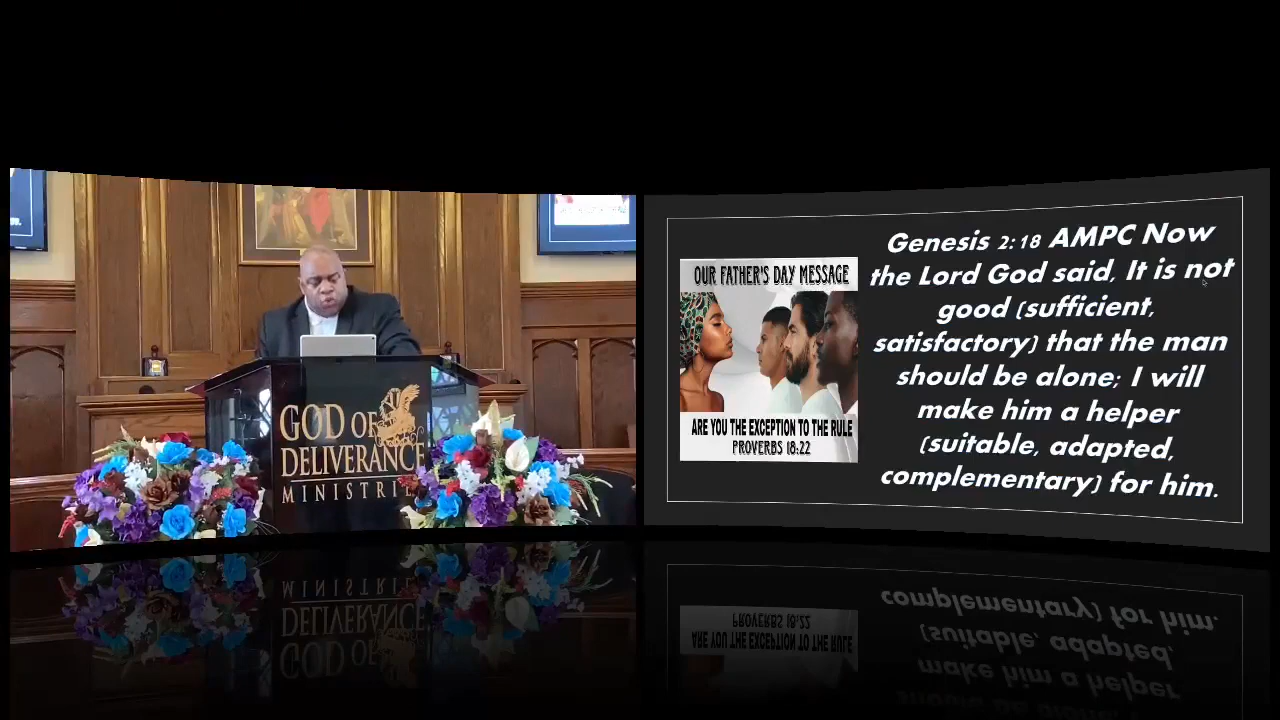 GOD OF
DELIVERANCE
MINISTRIE
OUR FATHER'S DAY MESSAGE
ARE YOU THE EXCEPTION TO THE RULE
PROVERBS 18:22
Genesis 2:18 AMPC Now
the Lord God said, It is not
good (sufficient,
satisfactory) that the man
should be alone; I will
make him a helper
(suitable, adapted,
complementary) for him.